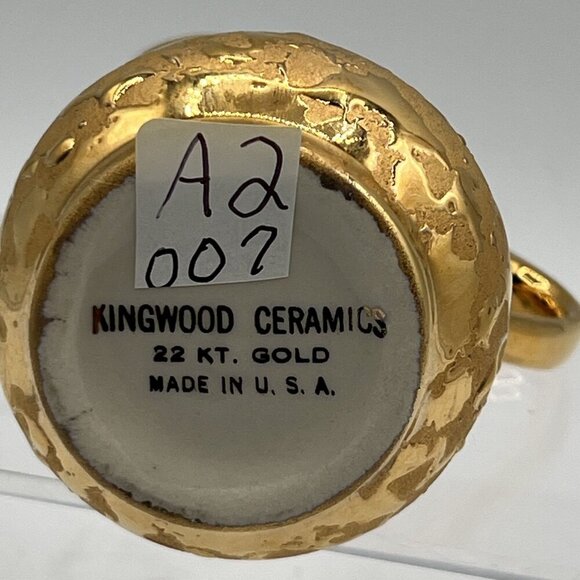 A2
007
KINGWOOD CERAMICS
22 KT. GOLD
MADE IN U. S. A.